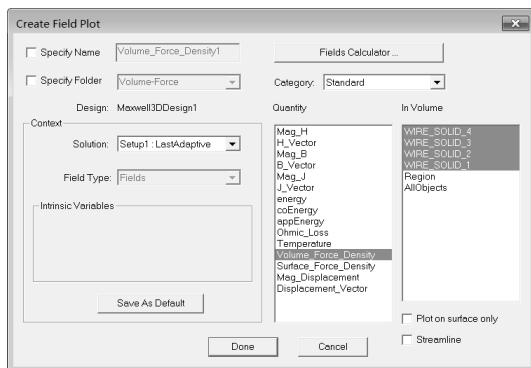 Create Field Plot
Specify Name
Volume_Force_Density1
Fields Calculator ...
Specify Folder
Volume-Force
Category:
Standard
Design:
Maxwell3DDesign1
Quantity
In Volume
Context
Solution:
Setup1 : LastAdaptive
Field Type:
Fields
Intrinsic Variables
Save As Default
Mag_H
H_Vector
Mag_B
B_Vector
Mag_J
J_Vector
energy
coEnergy
appEnergy
Ohmic_Loss
Temperature
Volume_Force_Density
Surface_Force_Density
Mag_Displacement
Displacement_Vector
WIRE_SOLID_4
WIRE_SOLID_3
WIRE_SOLID_2
WIRE_SOLID_1
Region
AllObjects
Plot on surface only
Streamline
Done
Cancel